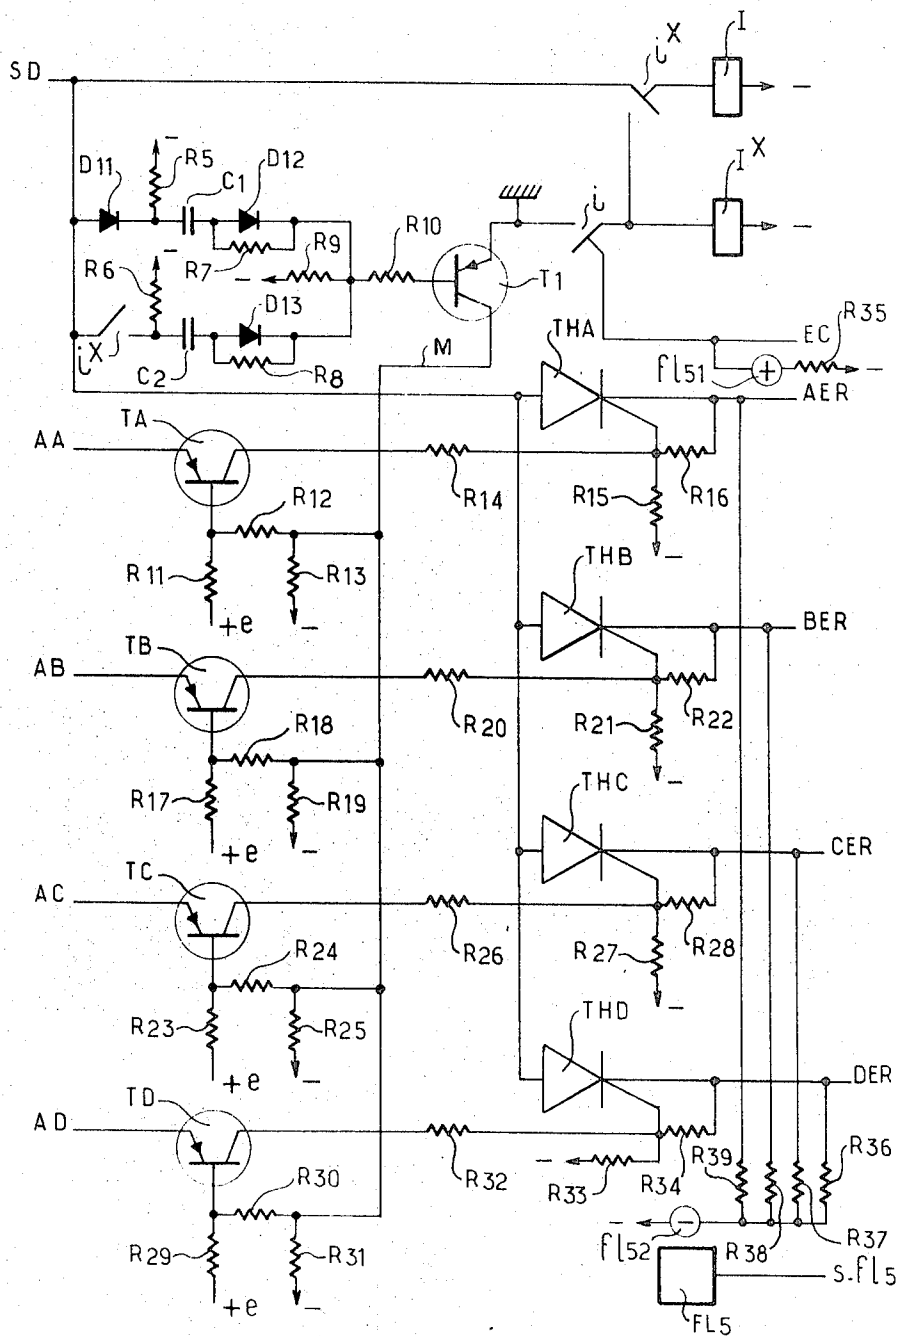 SD
iX
I
−
D11
−
R5
C1
D12
IX
−
R7
R9
R10
i
T1
−
R6
−
D13
iX
C2
R8
M
THA
EC
R35
fl51
+
−
AER
TA
AA
R14
R15
R16
−
R12
R11
R13
+e
−
THB
BER
TB
AB
R20
R21
R22
−
R18
R17
R19
+e
−
THC
CER
TC
AC
R26
R27
R28
−
R24
R23
R25
+e
−
THD
DER
TD
AD
R32
−
R33
R34
R39
R36
R30
R29
R31
+e
−
−
−
fl52
R38
R37
S.fl5
FL5